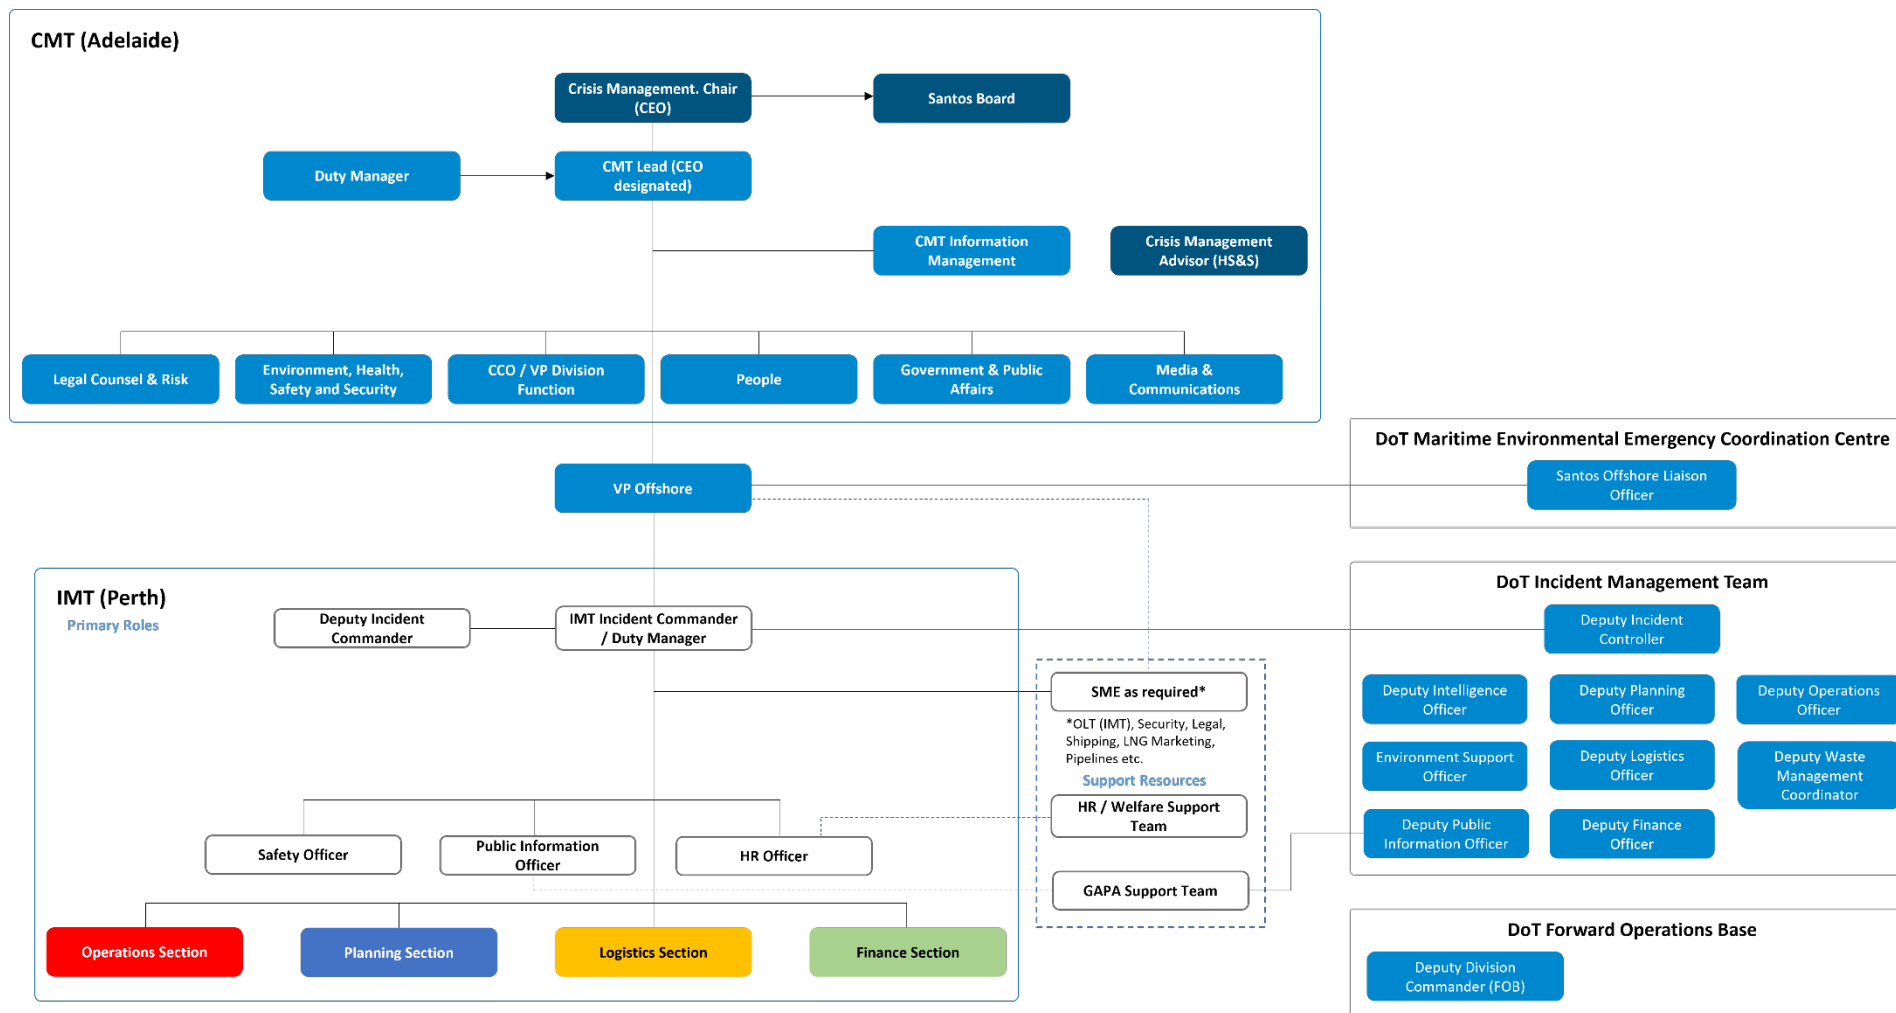 CMT (Adelaide)
Crisis Management. Chair
(CEO)
Santos Board
Duty Manager
CMT Lead (CEO
designated)
CMT Information
Management
Crisis Management
Advisor (HS&S)
Legal Counsel & Risk
Environment, Health,
Safety and Security
CCO / VP Division
Function
People
Government & Public
Affairs
Media &
Communications
VP Offshore
DoT Maritime Environmental Emergency Coordination Centre
Santos Offshore Liaison
Officer
IMT (Perth)
Primary Roles
Deputy Incident
Commander
IMT Incident Commander
/ Duty Manager
SME as required*
*OLT (IMT), Security, Legal,
Shipping, LNG Marketing,
Pipelines etc.
Support Resources
HR / Welfare Support
Team
GAPA Support Team
Safety Officer
Public Information
Officer
HR Officer
Operations Section
Planning Section
Logistics Section
Finance Section
DoT Incident Management Team
Deputy Incident
Controller
Deputy Intelligence
Officer
Deputy Planning
Officer
Deputy Operations
Officer
Environment Support
Officer
Deputy Logistics
Officer
Deputy Waste
Management
Coordinator
Deputy Public
Information Officer
Deputy Finance
Officer
DoT Forward Operations Base
Deputy Division
Commander (FOB)